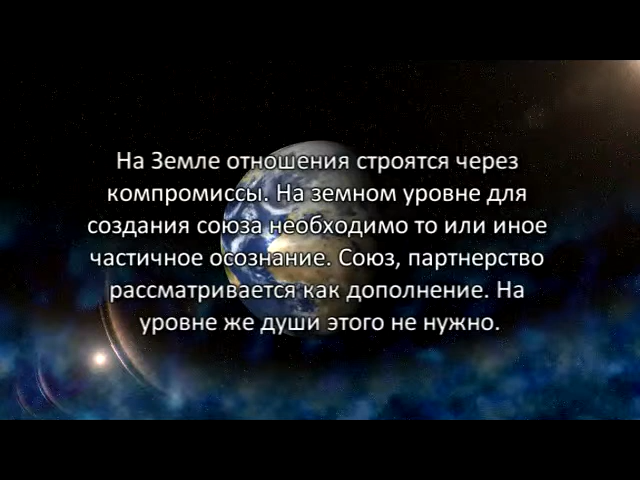 На Земле отношения строятся через
компромиссы. На земном уровне для
создания союза необходимо то или иное
частичное осознание. Союз, партнерство
рассматривается как дополнение. На
уровне же души этого не нужно.